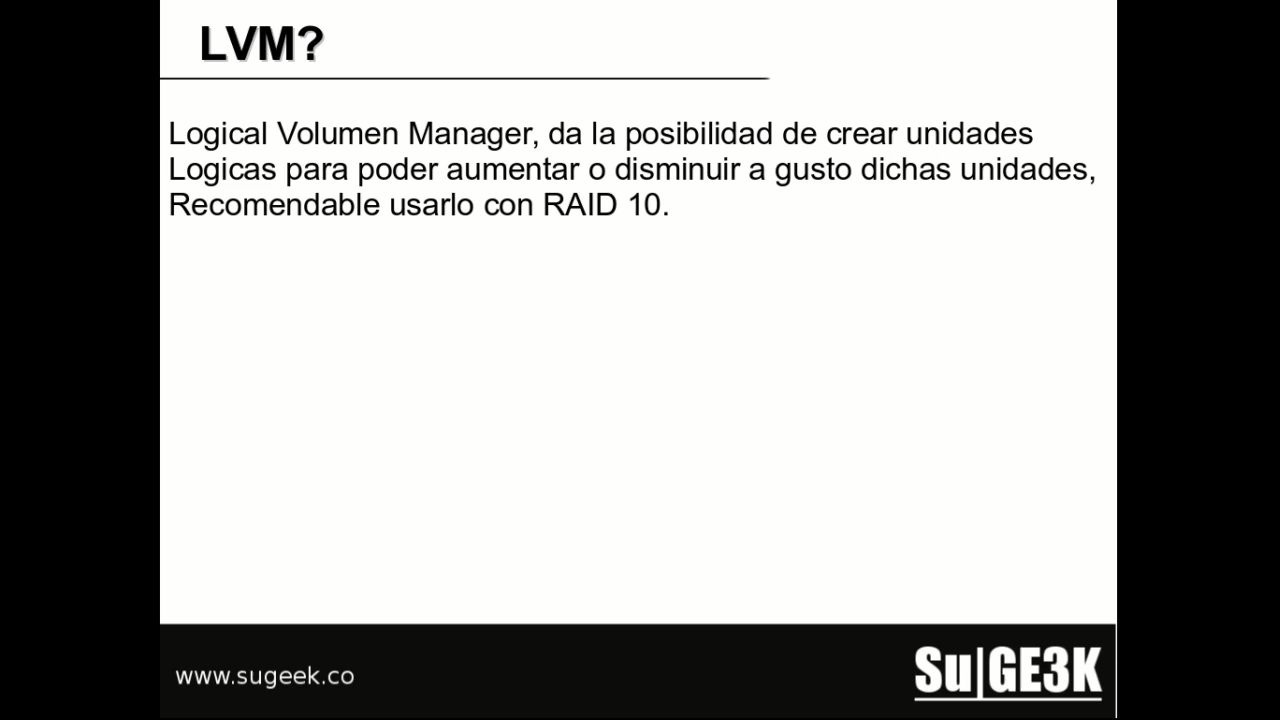 LVM?
Logical Volumen Manager, da la posibilidad de crear unidades
Logicas para poder aumentar o disminuir a gusto dichas unidades,
Recomendable usarlo con RAID 10.
www.sugeek.co
Su|GE3K